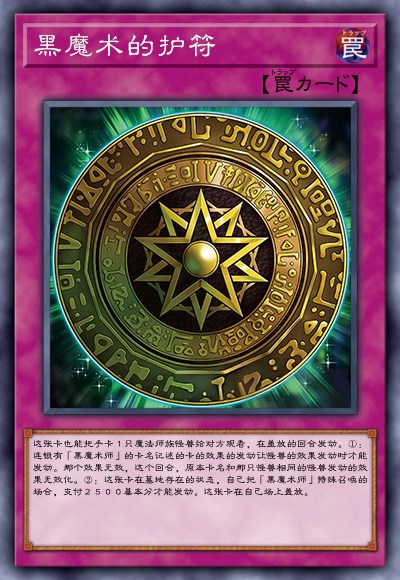 黑魔术的护符
トラップ
罠
トラップ
【罠カード】
这张卡也能把手卡1只魔法师族怪兽给对方观看，在盖放的回合发动。①：
连锁有「黑魔术师」的卡名记述的卡的效果的发动让怪兽的效果发动时才能
发动。那个效果无效，这个回合，原本卡名和那只怪兽相同的怪兽发动的效
果无效化。②：这张卡在墓地存在的状态，自己把「黑魔术师」特殊召唤的
场合，支付2500基本分才能发动。这张卡在自己场上盖放。